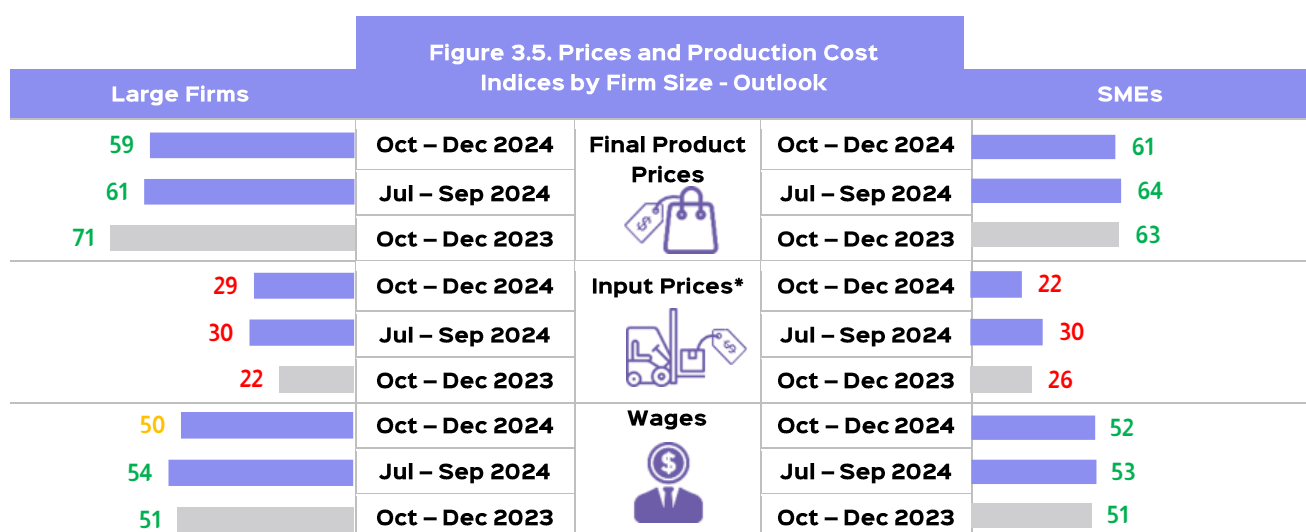 Figure 3.5. Prices and Production Cost
Indices by Firm Size - Outlook
Large Firms
SMEs
59
Oct – Dec 2024
Final Product
Prices
Oct – Dec 2024
61
61
Jul – Sep 2024
$
Jul – Sep 2024
64
71
Oct – Dec 2023
Oct – Dec 2023
63
29
Oct – Dec 2024
Input Prices*
Oct – Dec 2024
22
30
Jul – Sep 2024
$
Jul – Sep 2024
30
22
Oct – Dec 2023
Oct – Dec 2023
26
50
Oct – Dec 2024
Wages
Oct – Dec 2024
52
54
Jul – Sep 2024
$
Jul – Sep 2024
53
51
Oct – Dec 2023
Oct – Dec 2023
51